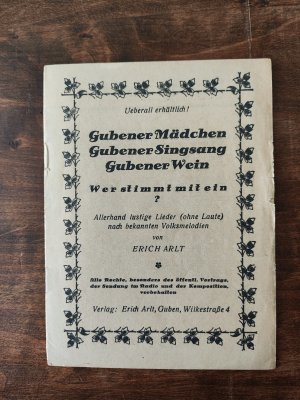 Ueberall erhältlich!
Gubener Mädchen
Gubener Singsang
Gubener Wein
Wer stimmt mit ein
?
Allerhand lustige Lieder (ohne Laute)
nach bekannten Volksmelodien
von
ERICH ARLT
Alle Rechte, besonders des öffentl. Vortrags,
der Sendung im Radio und der Komposition,
vorbehalten
Verlag: Erich Arlt, Guben, Wilkestraße 4